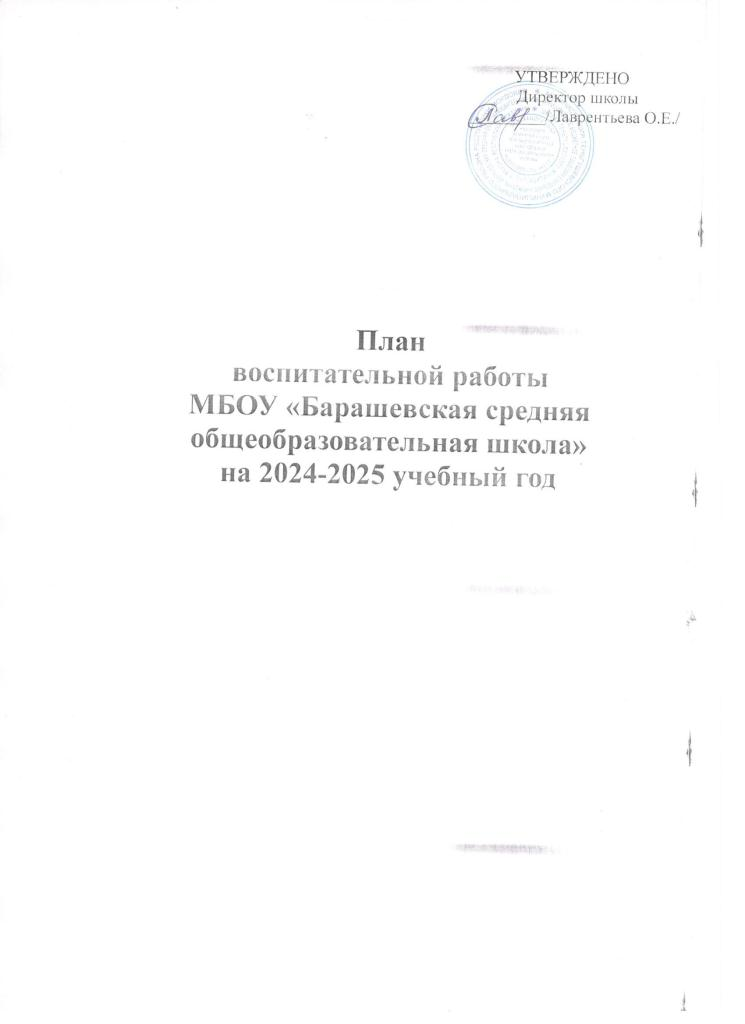 УТВЕРЖДЕНО
Директор школы
/Лаврентьева О.Е./
План
воспитательной работы
МБОУ «Барашевская средняя
общеобразовательная школа»
на 2024-2025 учебный год